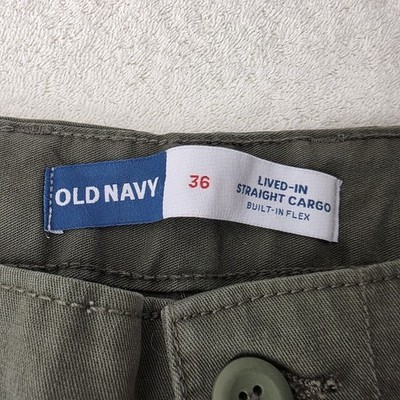 OLD NAVY
36
LIVED-IN
STRAIGHT CARGO
BUILT-IN FLEX